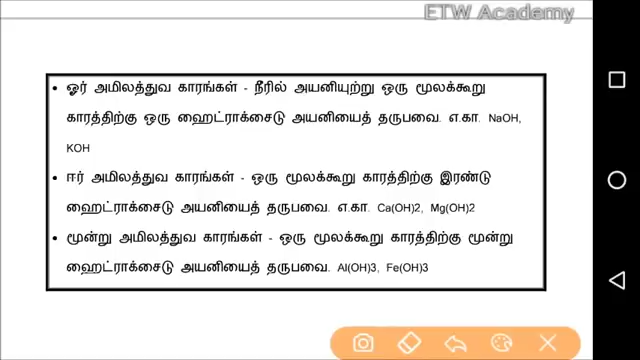 ETW Academy
• ஓர் அமிலத்துவ காரங்கள் - நீரில் அயனியுற்று ஒரு மூலக்கூறு
காரத்திற்கு ஒரு ஹைட்ராக்சைடு அயனியைத் தருபவை. எ.கா. NaOH,
KOH
• ஈர் அமிலத்துவ காரங்கள் - ஒரு மூலக்கூறு காரத்திற்கு இரண்டு
ஹைட்ராக்சைடு அயனியைத் தருபவை. எ.கா. Ca(OH)2, Mg(OH)2
• மூன்று அமிலத்துவ காரங்கள் - ஒரு மூலக்கூறு காரத்திற்கு மூன்று
ஹைட்ராக்சைடு அயனியைத் தருபவை. Al(OH)3, Fe(OH)3